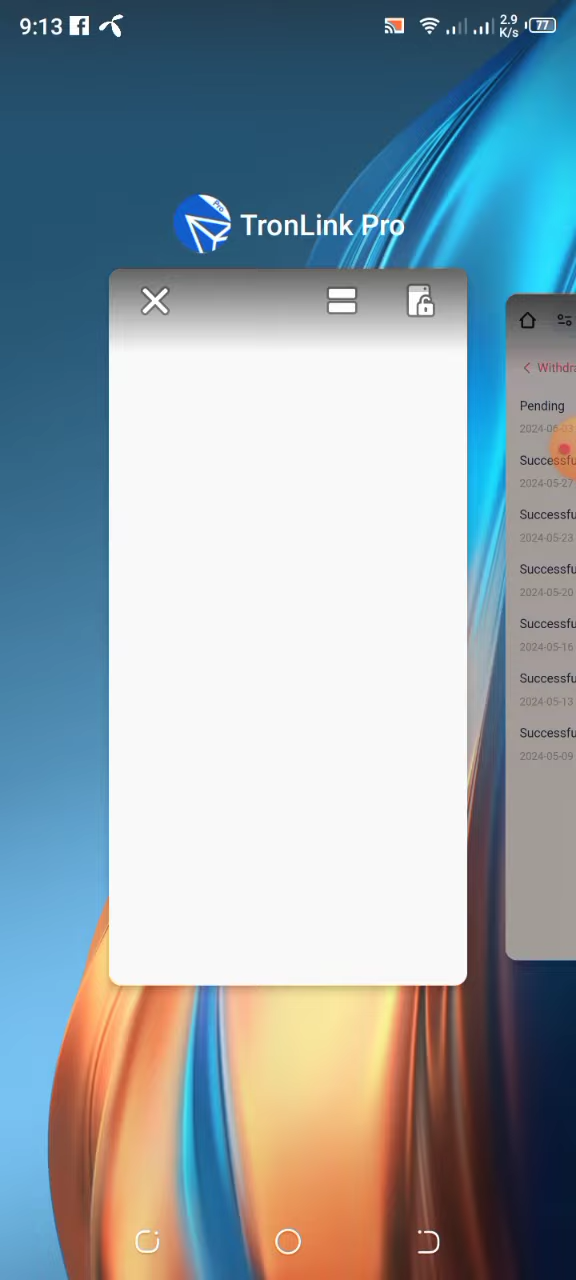 9:13
2.9
K/s
77
Pro
TronLink Pro
Pending
2024-06-03
2024-05-27
2024-05-23
2024-05-20
2024-05-16
2024-05-13
2024-05-09